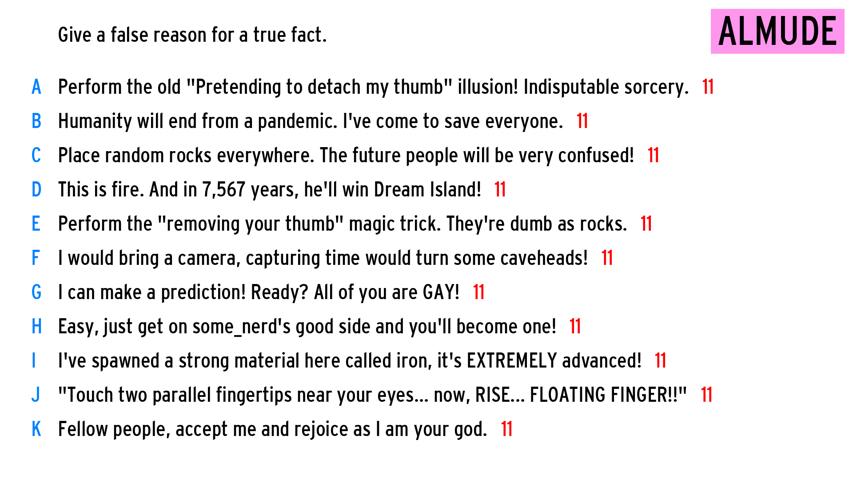 Give a false reason for a true fact.
ALMUDE
A Perform the old "Pretending to detach my thumb" illusion! Indisputable sorcery. 11
B Humanity will end from a pandemic. I've come to save everyone. 11
C Place random rocks everywhere. The future people will be very confused! 11
D This is fire. And in 7,567 years, he'll win Dream Island! 11
E Perform the "removing your thumb" magic trick. They're dumb as rocks. 11
F I would bring a camera, capturing time would turn some caveheads! 11
G I can make a prediction! Ready? All of you are GAY! 11
H Easy, just get on some_nerd's good side and you'll become one! 11
I I've spawned a strong material here called iron, it's EXTREMELY advanced! 11
J "Touch two parallel fingertips near your eyes... now, RISE... FLOATING FINGER!!" 11
K Fellow people, accept me and rejoice as I am your god. 11